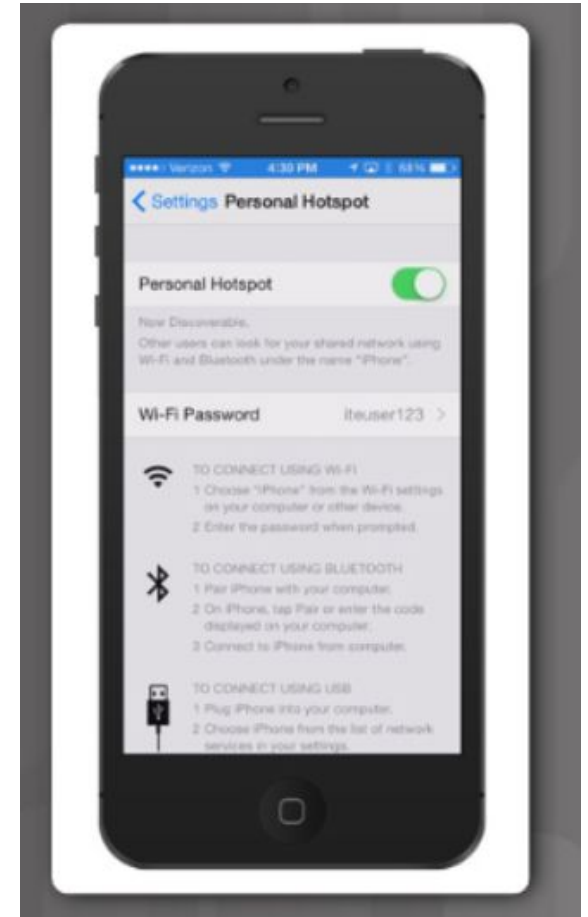 Verizon 4:39 PM 68%
Settings Personal Hotspot
Personal Hotspot
Now Discoverable.
Other users can look for your shared network using
Wi-Fi and Bluetooth under the name "iPhone".
Wi-Fi Password iteuser123
TO CONNECT USING WI-FI
1 Choose "iPhone" from the Wi-Fi settings
on your computer or other device.
2 Enter the password when prompted.
TO CONNECT USING BLUETOOTH
1 Pair iPhone with your computer.
2 On iPhone, tap Pair or enter the code
displayed on your computer.
3 Connect to iPhone from computer.
TO CONNECT USING USB
1 Plug iPhone into your computer.
2 Choose iPhone from the list of network
services in your settings.